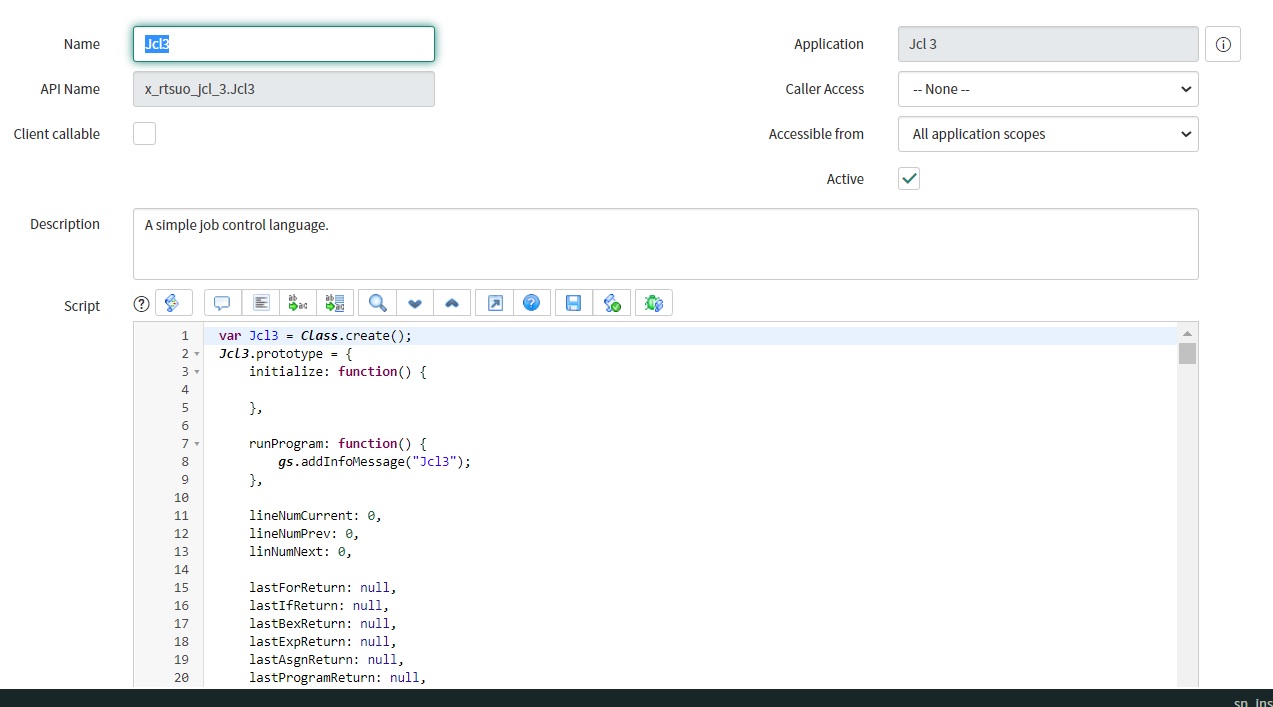 Name Jcl3 Application Jcl 3
API Name x_rtsuo_jcl_3.Jcl3 Caller Access -- None --
Client callable Accessible from All application scopes
Active
Description A simple job control language.
Script
1 var Jcl3 = Class.create();
2 Jcl3.prototype = {
3 initialize: function() {
4
5 },
6
7 runProgram: function() {
8 gs.addInfoMessage("Jcl3");
9 },
10
11 lineNumCurrent: 0,
12 lineNumPrev: 0,
13 linNumNext: 0,
14
15 lastForReturn: null,
16 lastIfReturn: null,
17 lastBexReturn: null,
18 lastExpReturn: null,
19 lastAsgnReturn: null,
20 lastProgramReturn: null,